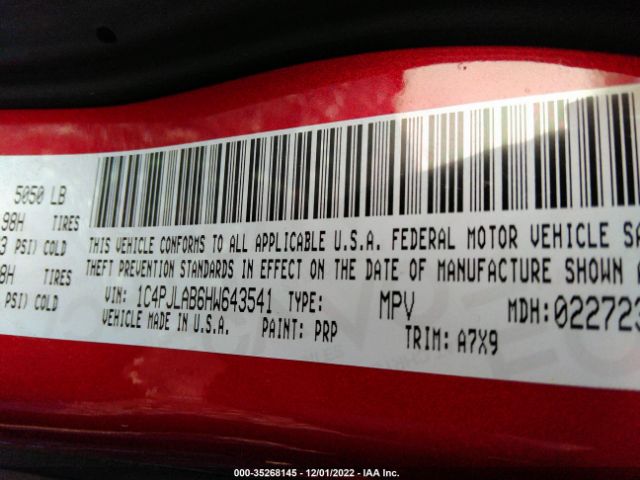 5050 LB
98H TIRES
3 PSI) COLD
8H TIRES
PSI) COLD
THIS VEHICLE CONFORMS TO ALL APPLICABLE U.S.A. FEDERAL MOTOR VEHICLE SA
THEFT PREVENTION STANDARDS IN EFFECT ON THE DATE OF MANUFACTURE SHOWN
VIN: 1C4PJLAB6HW643541 TYPE: MPV MDH: 022723
VEHICLE MADE IN U.S.A. PAINT: PRP TRIM: A7X9
000-35268145 - 12/01/2022 - IAA Inc.